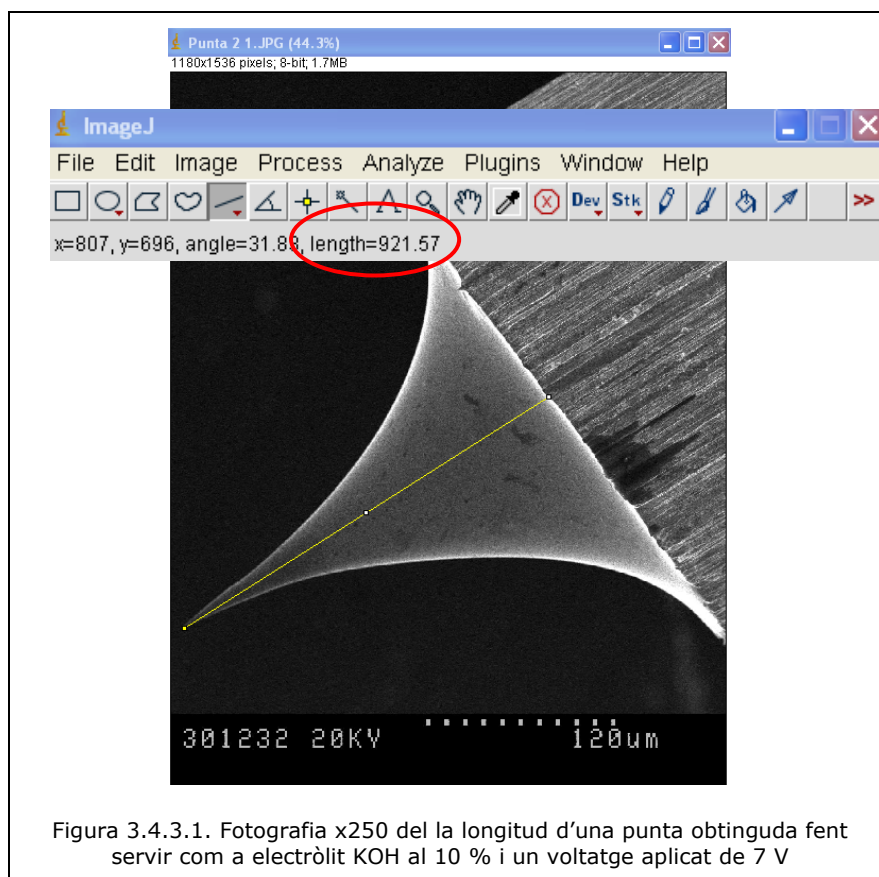 Punta 2 1.JPG (44.3%)
1180x1536 pixels; 8-bit; 1.7MB
ImageJ
File Edit Image Process Analyze Plugins Window Help
Dev Stk >>
x=807, y=696, angle=31.83, length=921.57
301232 20KV 120um
Figura 3.4.3.1. Fotografia x250 del la longitud d'una punta obtinguda fent
servir com a electròlit KOH al 10 % i un voltatge aplicat de 7 V